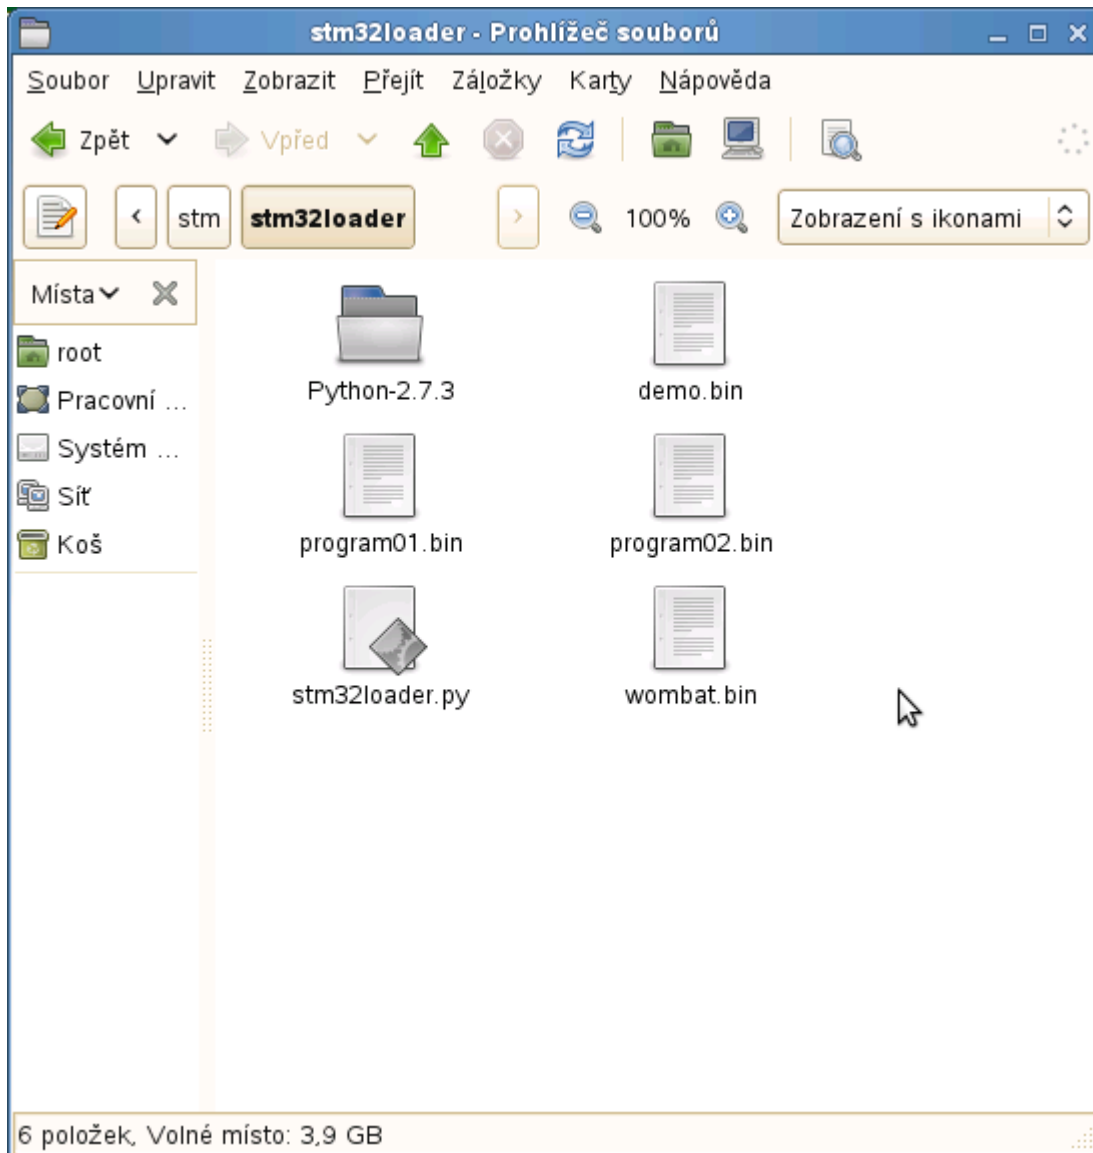 stm32loader - Prohlížeč souborů
Soubor Upravit Zobrazit Přejít Záložky Karty Nápověda
Zpět Vpřed
stm stm32loader 100% Zobrazení s ikonami
Místa
root
Pracovní ...
Systém ...
Síť
Koš
Python-2.7.3 demo.bin
program01.bin program02.bin
stm32loader.py wombat.bin
6 položek, Volné místo: 3,9 GB